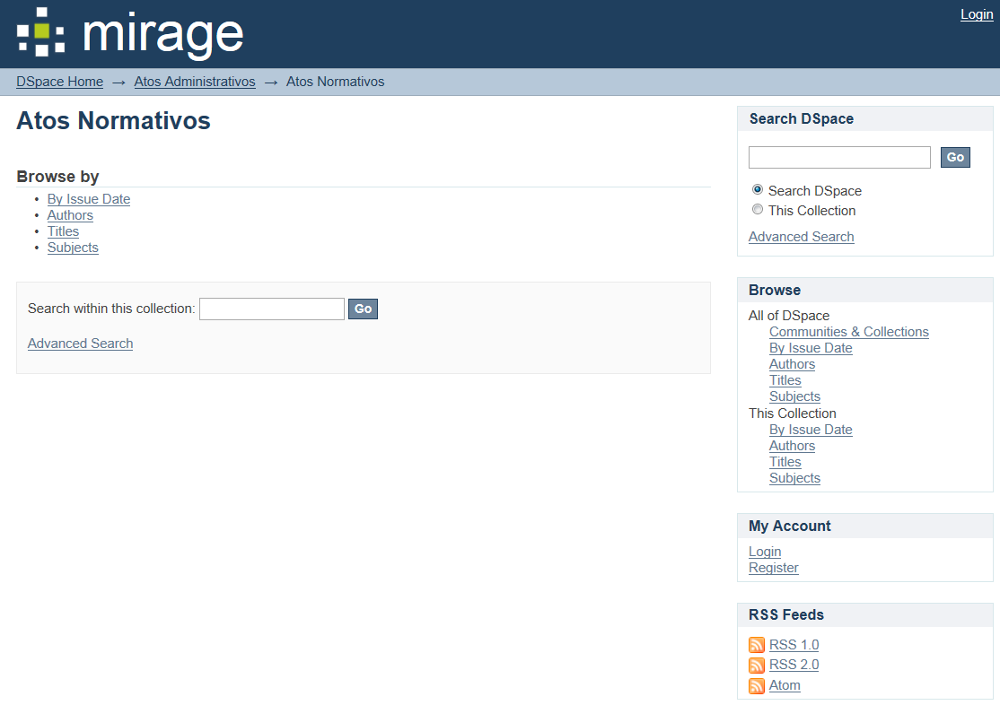 mirage
Login
DSpace Home → Atos Administrativos → Atos Normativos
Atos Normativos
Browse by
• By Issue Date
• Authors
• Titles
• Subjects
Search within this collection: Go
Advanced Search
Search DSpace
Go
Search DSpace
This Collection
Advanced Search
Browse
All of DSpace
Communities & Collections
By Issue Date
Authors
Titles
Subjects
This Collection
By Issue Date
Authors
Titles
Subjects
My Account
Login
Register
RSS Feeds
RSS 1.0
RSS 2.0
Atom